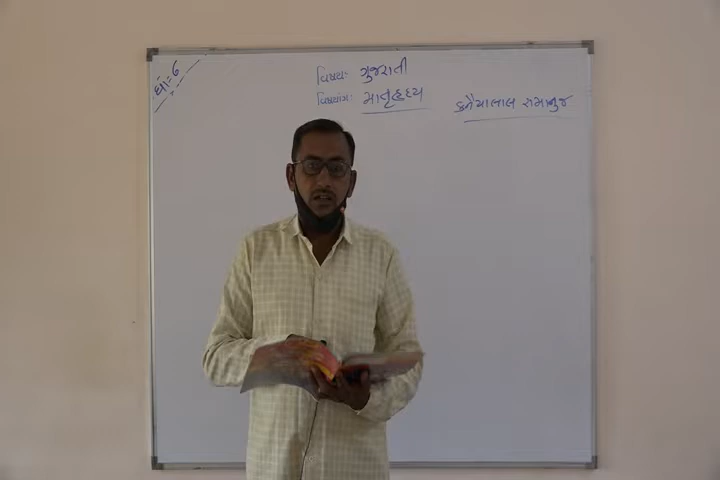 ધો:- 6
વિષય:- ગુજરાતી
વિષયાંગ: માતૃહૃદય
કનૈયાલાલ રામાનુજ